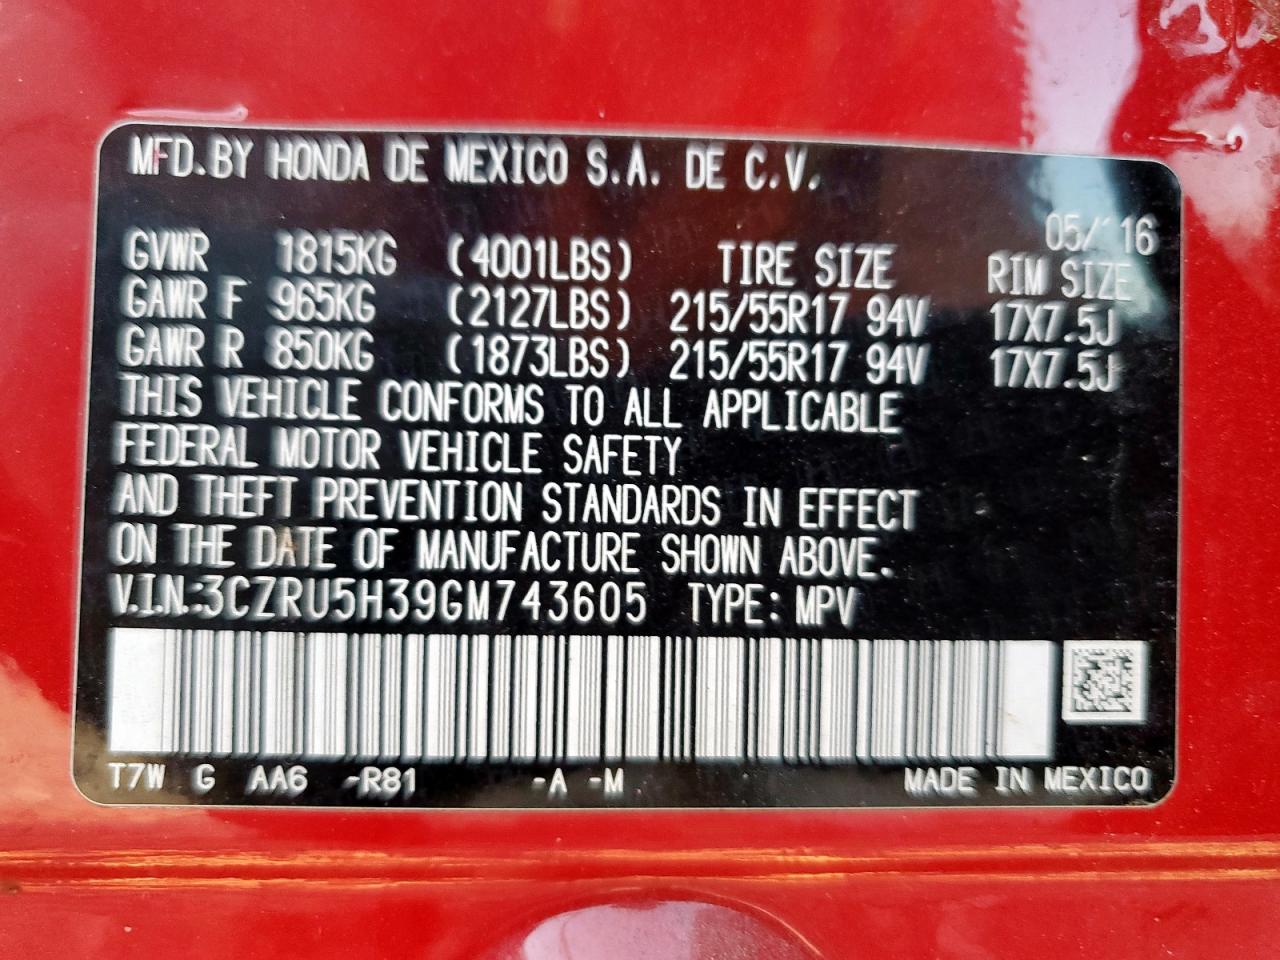 MFD.BY HONDA DE MEXICO S.A. DE C.V.
05/16
GVWR 1815KG (4001LBS) TIRE SIZE RIM SIZE
GAWR F 965KG (2127LBS) 215/55R17 94V 17X7.5J
GAWR R 850KG (1873LBS) 215/55R17 94V 17X7.5J
THIS VEHICLE CONFORMS TO ALL APPLICABLE
FEDERAL MOTOR VEHICLE SAFETY
AND THEFT PREVENTION STANDARDS IN EFFECT
ON THE DATE OF MANUFACTURE SHOWN ABOVE.
V.I.N.:3CZRU5H39GM743605 TYPE: MPV
T7W G AA6 -R81 -A -M MADE IN MEXICO